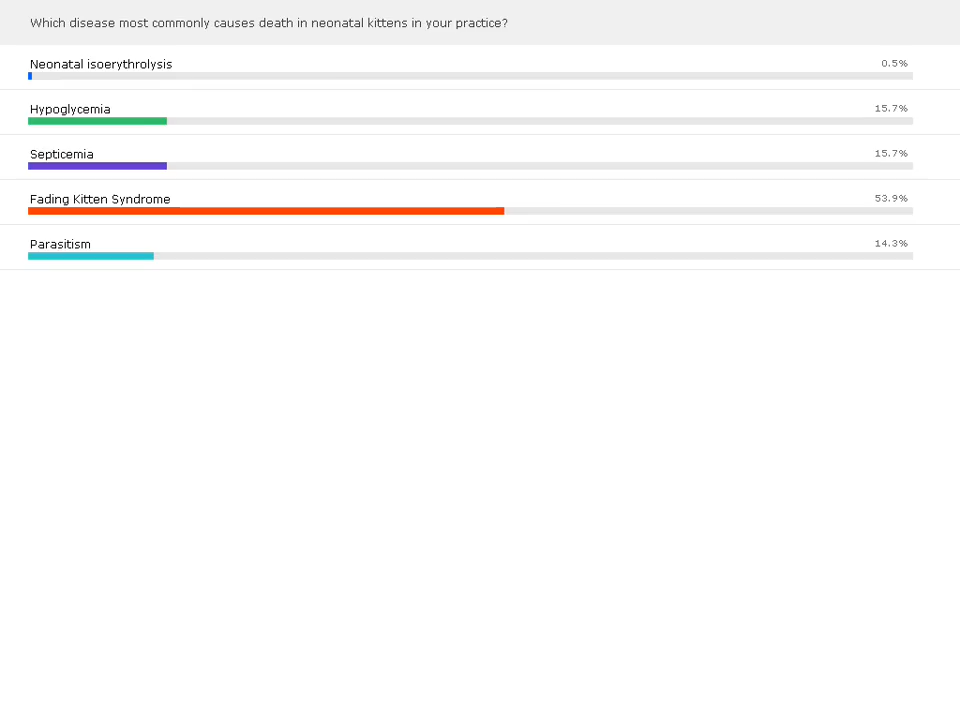 Which disease most commonly causes death in neonatal kittens in your practice?
Neonatal isoerythrolysis 0.5%
Hypoglycemia 15.7%
Septicemia 15.7%
Fading Kitten Syndrome 53.9%
Parasitism 14.3%